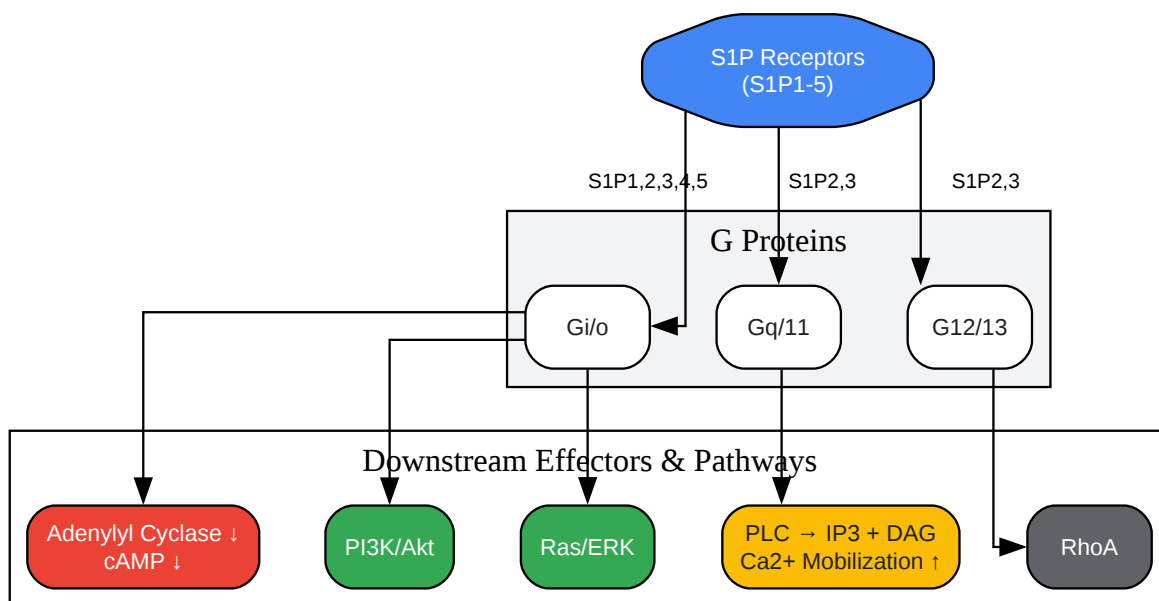 S1P Receptors
(S1P1-5)
S1P1,2,3,4,5
S1P2,3
S1P2,3
G Proteins
Gi/o
Gq/11
G12/13
Downstream Effectors & Pathways
Adenylyl Cyclase ↓
cAMP ↓
PI3K/Akt
Ras/ERK
PLC → IP3 + DAG
Ca2+ Mobilization ↑
RhoA